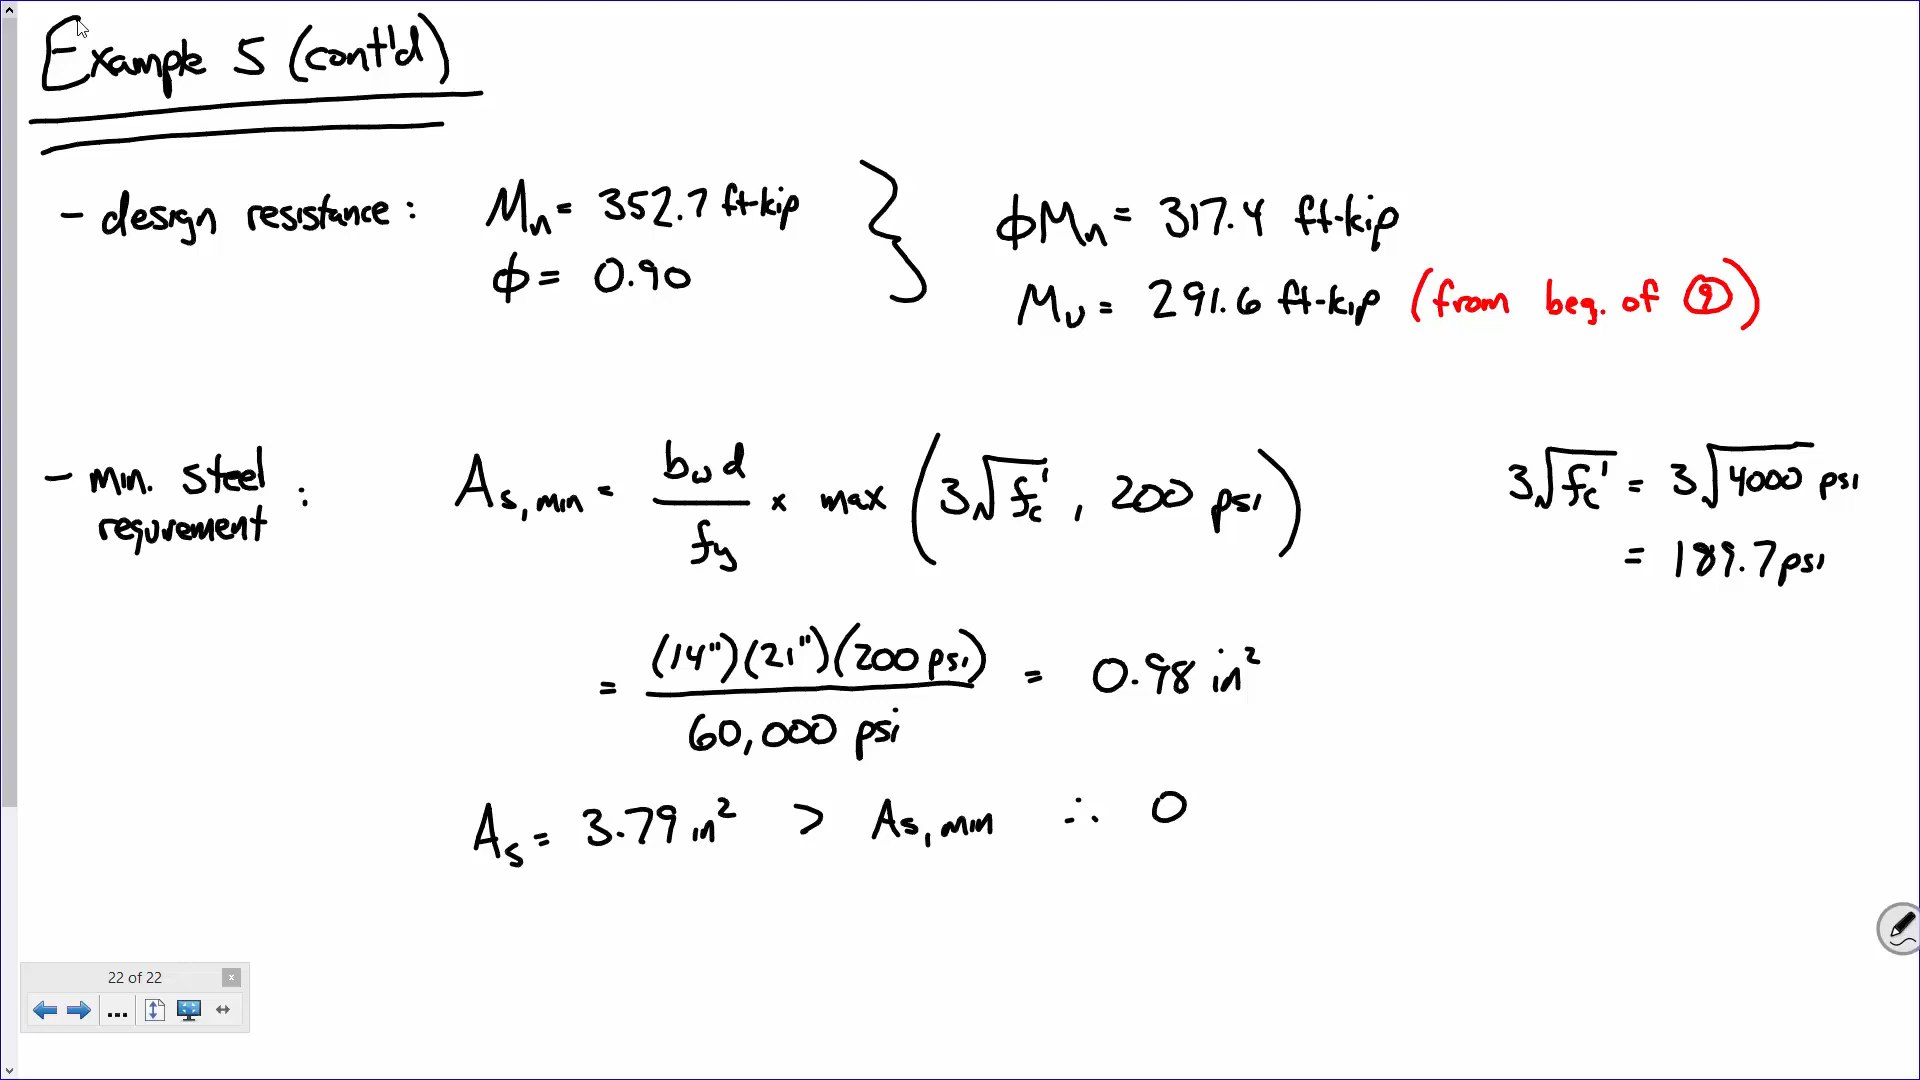 Example 5 (cont'd)
- design resistance : Mn = 352.7 ft-kip
ϕ = 0.90
ϕMn = 317.4 ft-kip
Mu = 291.6 ft-kip (from beg. of ⑨)
- min. steel requrement :
As,min = bwd / fy x max (3√fc' , 200 psi)
3√fc' = 3√4000 psi
= 189.7 psi
= (14")(21")(200 psi) / 60,000 psi = 0.98 in²
As = 3.79 in² > As,min ∴ O
22 of 22